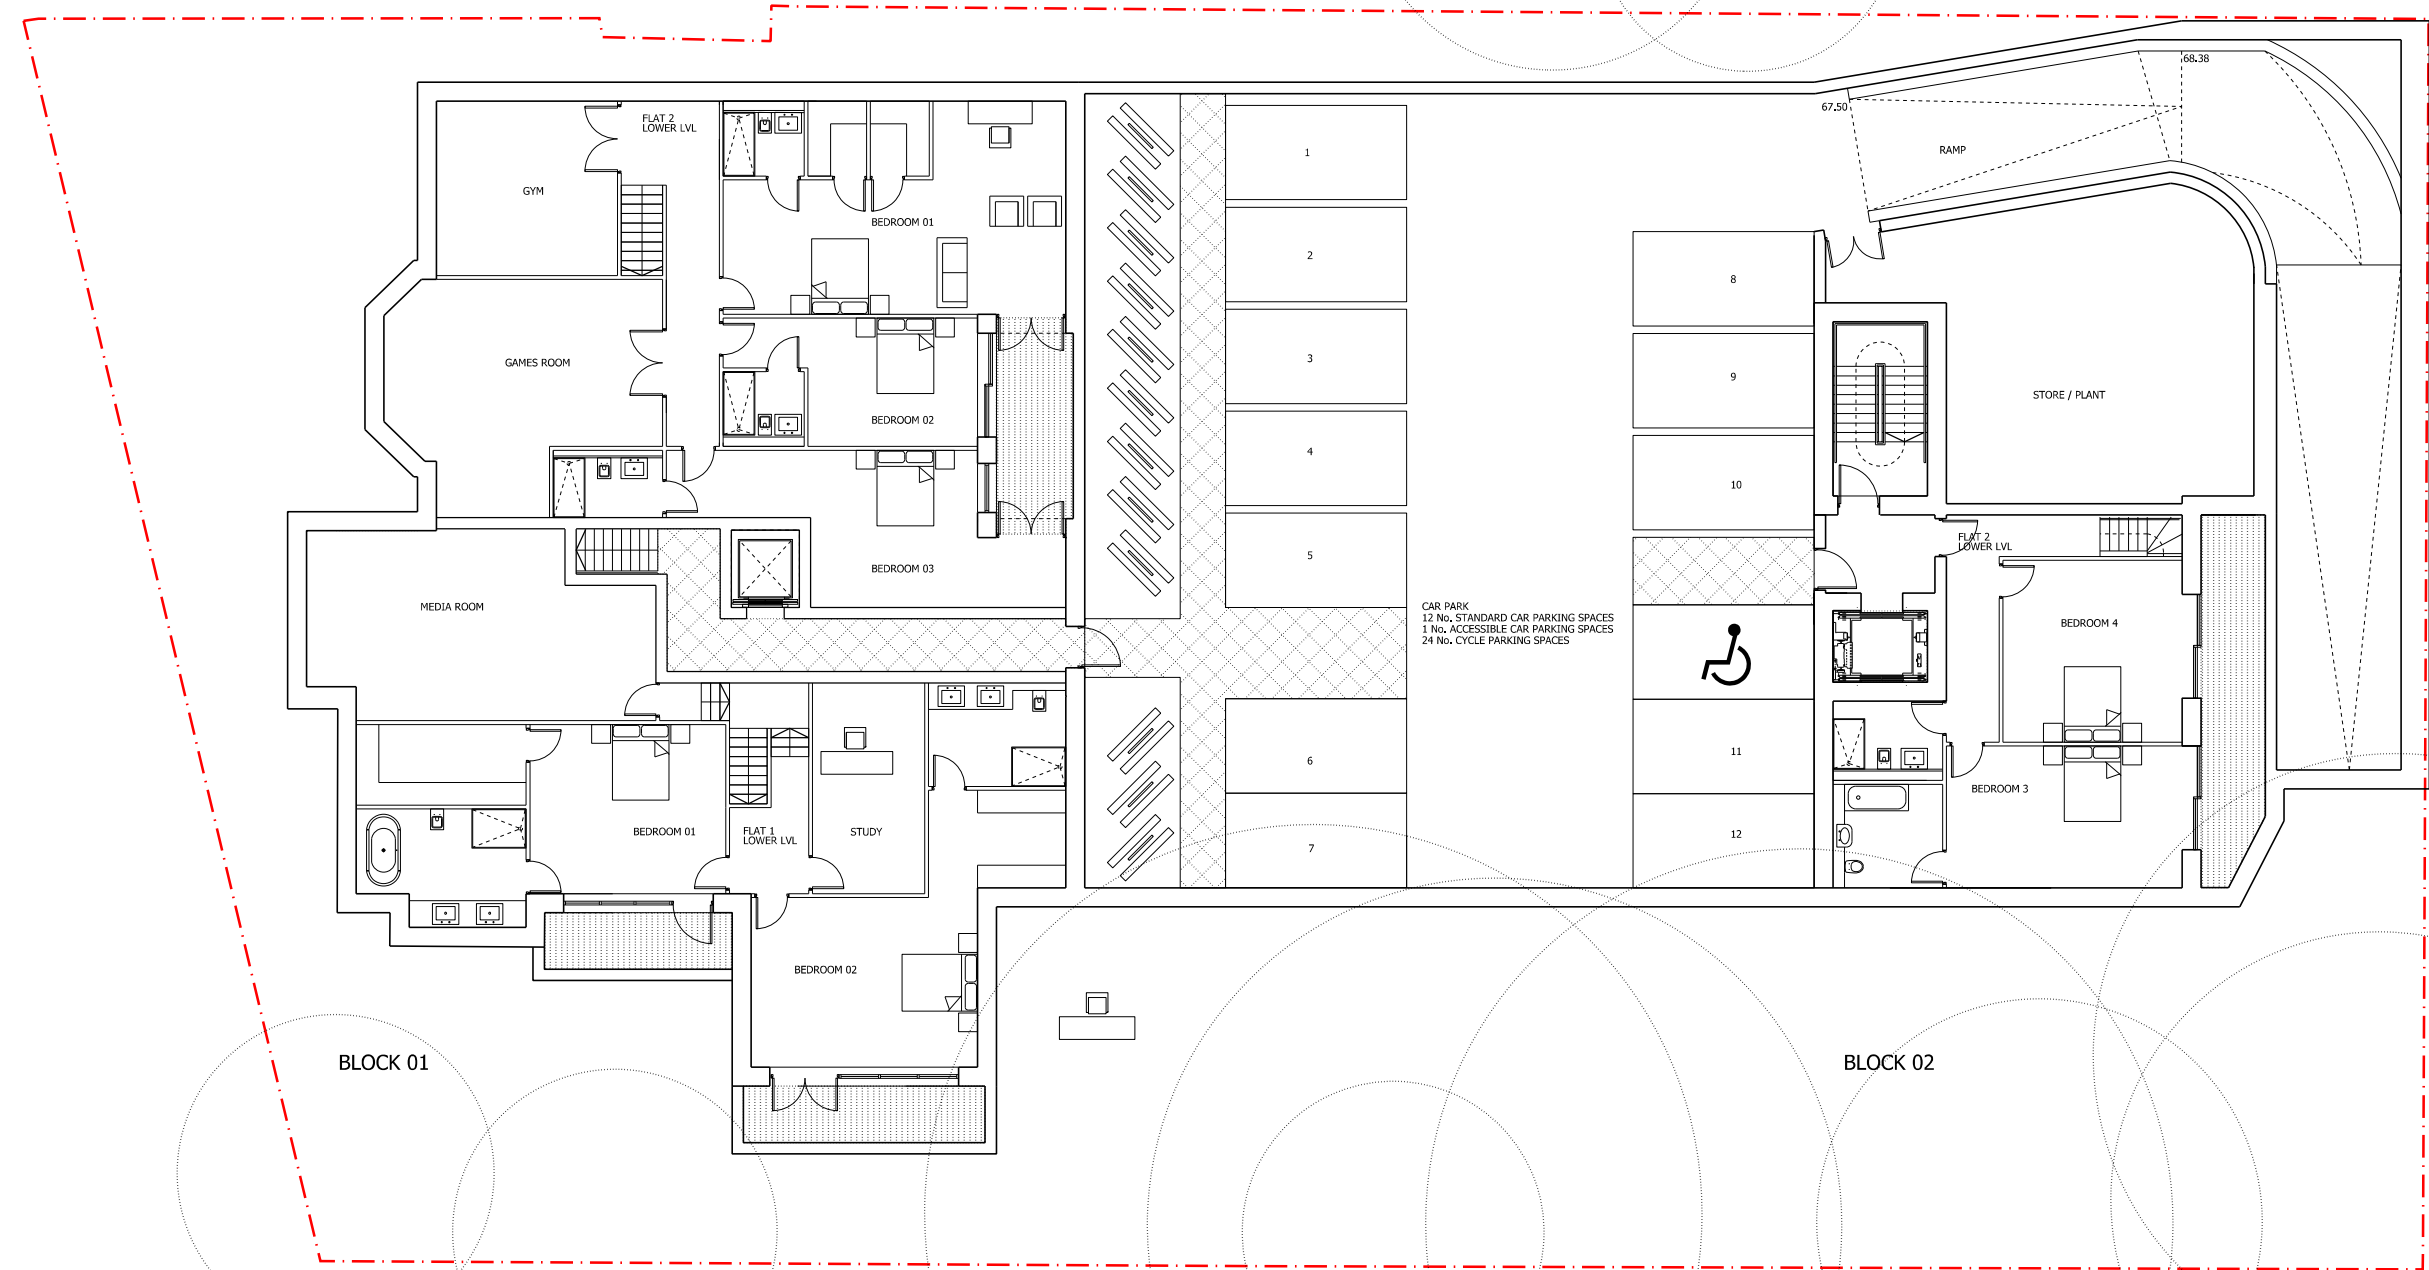 68.38
67.50
RAMP
FLAT 2
LOWER LVL
GYM
BEDROOM 01
GAMES ROOM
BEDROOM 02
BEDROOM 03
MEDIA ROOM
BEDROOM 01
FLAT 1
LOWER LVL
STUDY
BEDROOM 02
1
2
3
4
5
6
7
CAR PARK
12 No. STANDARD CAR PARKING SPACES
1 No. ACCESSIBLE CAR PARKING SPACES
24 No. CYCLE PARKING SPACES
8
9
10
11
12
STORE / PLANT
FLAT 2
LOWER LVL
BEDROOM 4
BEDROOM 3
BLOCK 01
BLOCK 02